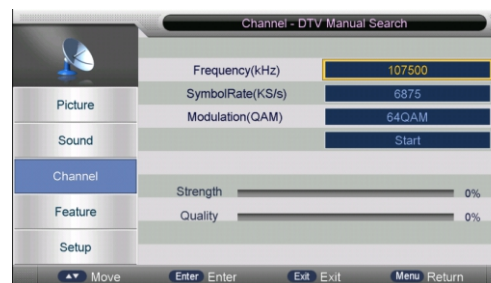 Channel - DTV Manual Search
Frequency(kHz) 107500
SymbolRate(KS/s) 6875
Modulation(QAM) 64QAM
Start
Strength 0%
Quality 0%
Picture
Sound
Channel
Feature
Setup
Move Enter Enter Exit Exit Menu Return